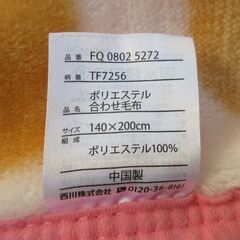 品番 FQ 0802 5272
柄番 TF7256
品名 ポリエステル
合わせ毛布
サイズ 140×200cm
組成
ポリエステル100%
中国製
西川株式会社 0120-36-8161